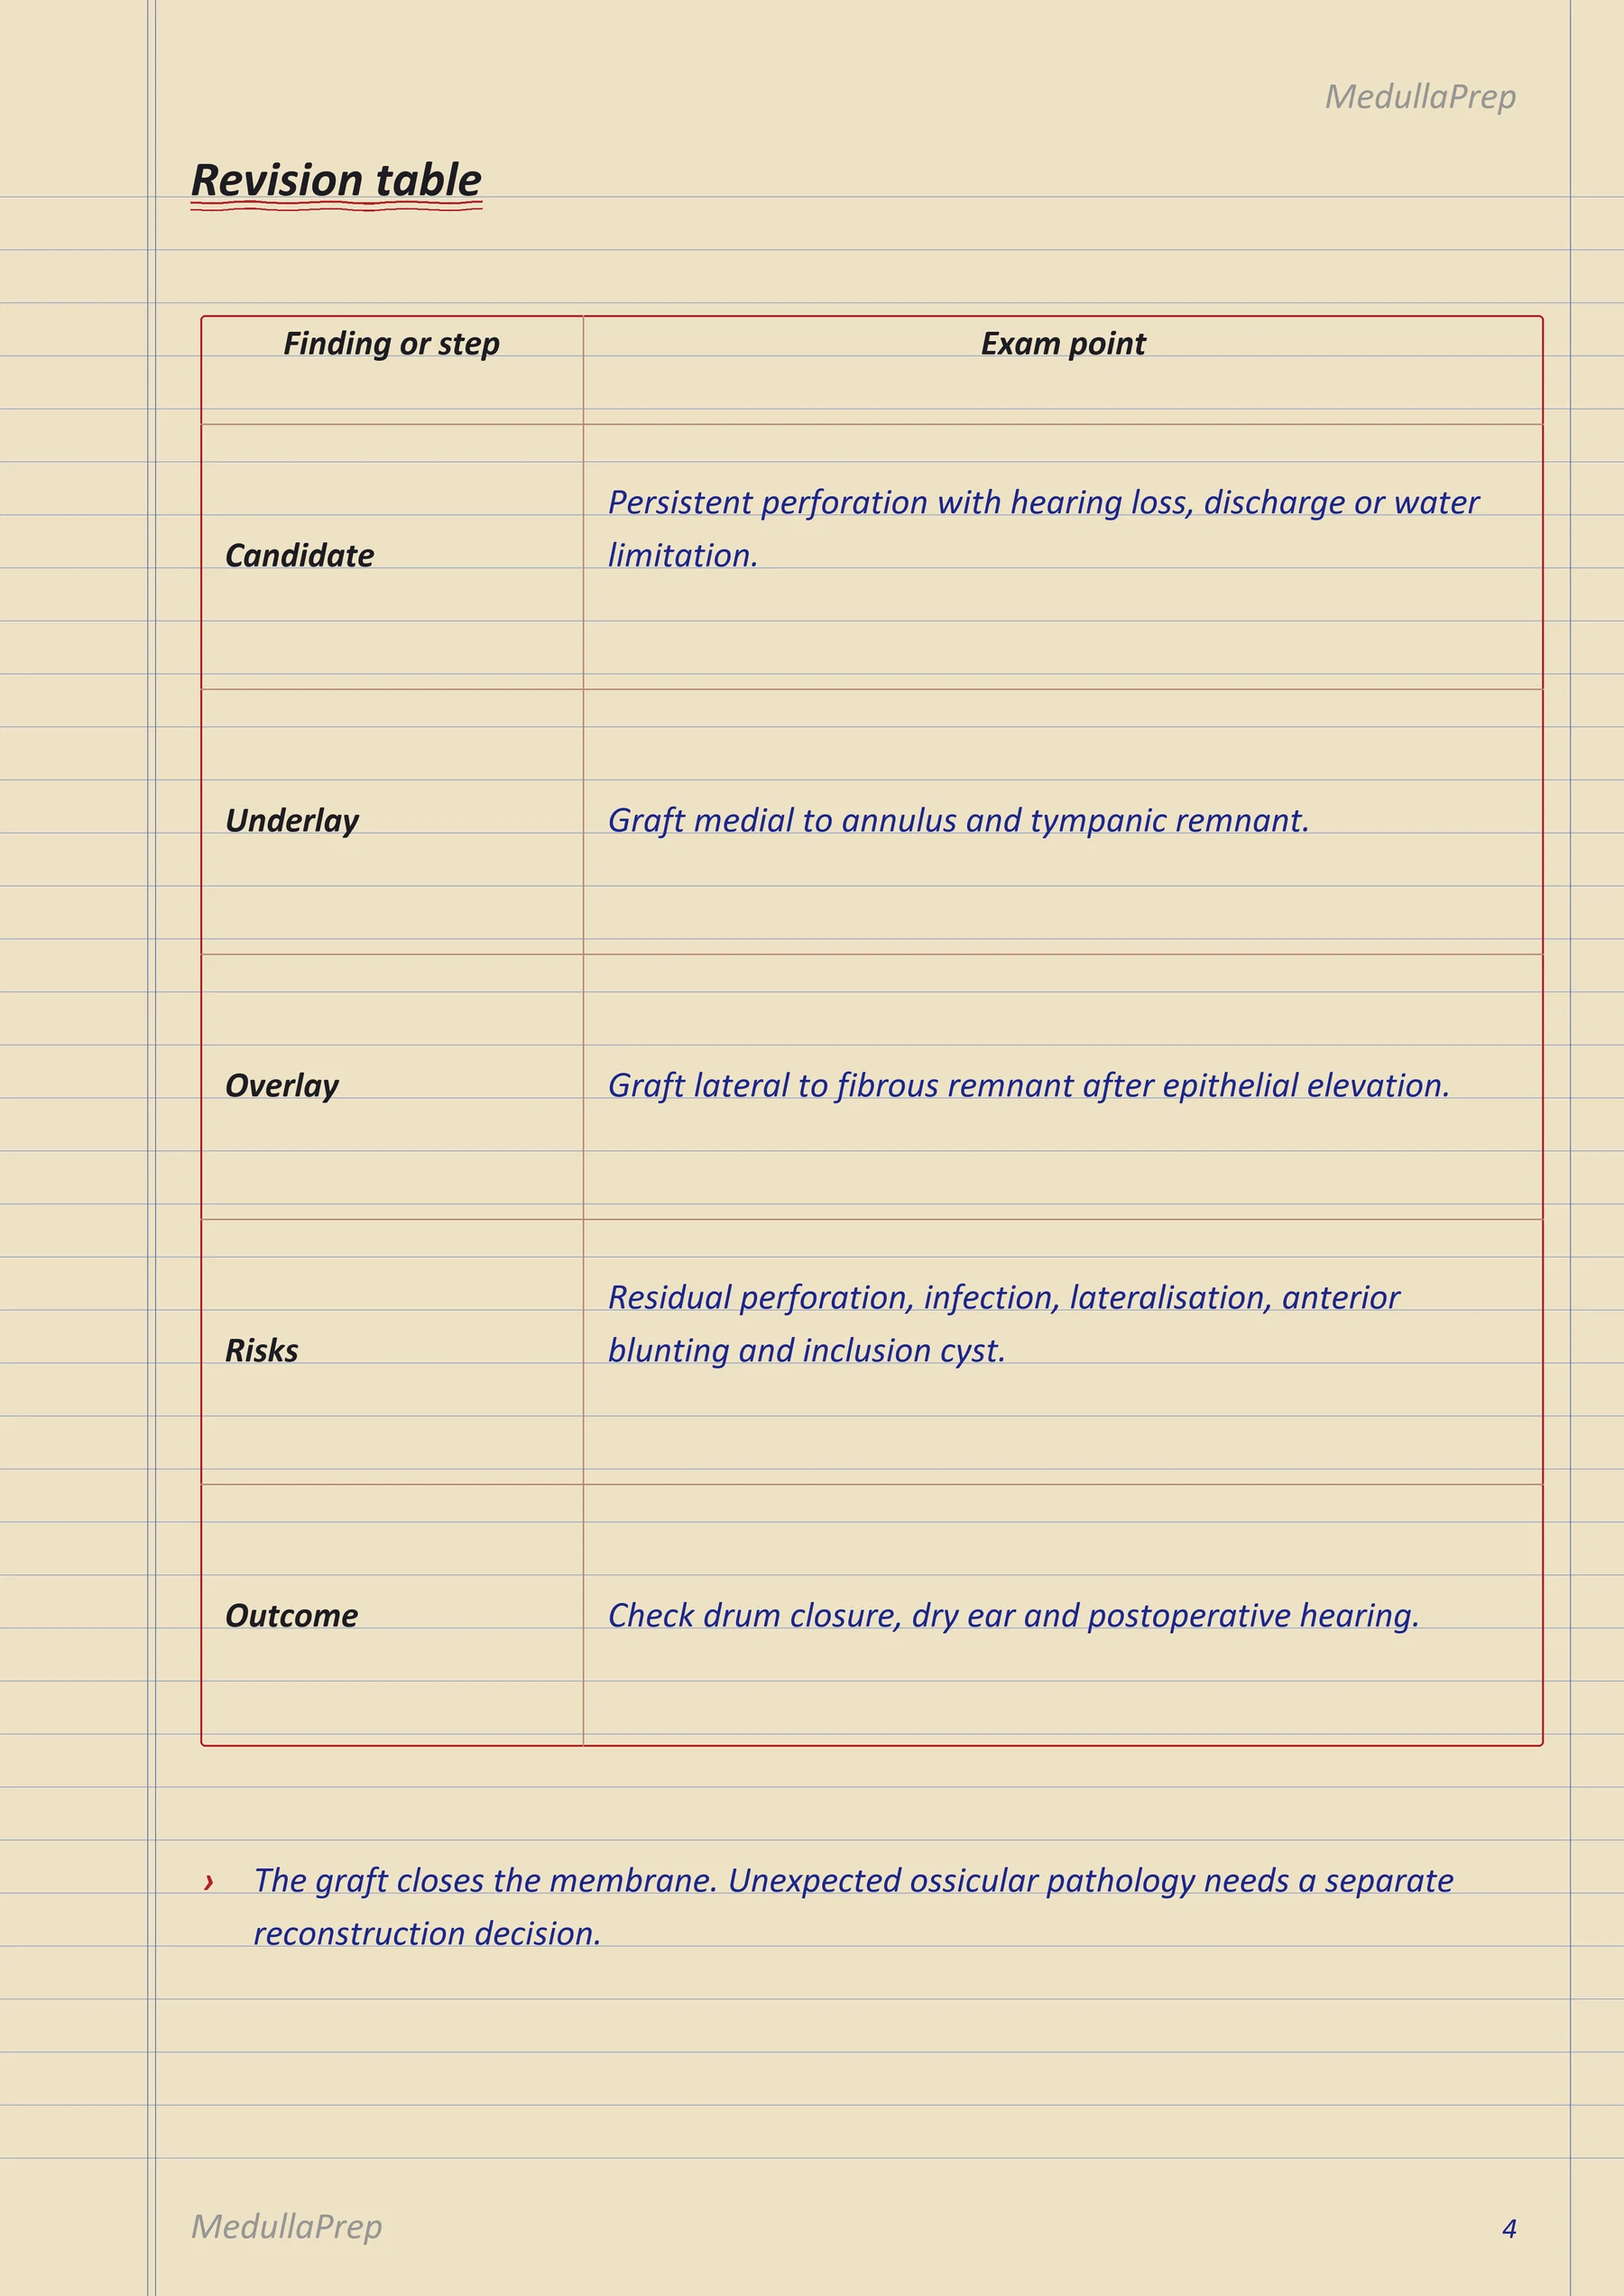 MedullaPrep
Revision table
Finding or step
Exam point
Candidate
Persistent perforation with hearing loss, discharge or water
limitation.
Underlay
Graft medial to annulus and tympanic remnant.
Overlay
Graft lateral to fibrous remnant after epithelial elevation.
Risks
Residual perforation, infection, lateralisation, anterior
blunting and inclusion cyst.
Outcome
Check drum closure, dry ear and postoperative hearing.
› The graft closes the membrane. Unexpected ossicular pathology needs a separate
reconstruction decision.
MedullaPrep
4